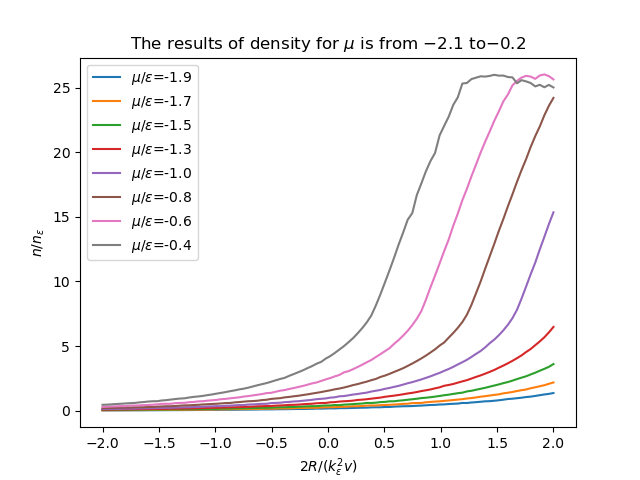 The results of density for μ is from −2.1 to−0.2
μ/ε=-1.9
μ/ε=-1.7
μ/ε=-1.5
μ/ε=-1.3
μ/ε=-1.0
μ/ε=-0.8
μ/ε=-0.6
μ/ε=-0.4
25
20
15
10
5
0
n/n_ε
−2.0 −1.5 −1.0 −0.5 0.0 0.5 1.0 1.5 2.0
2R/(k_ε^2 v)